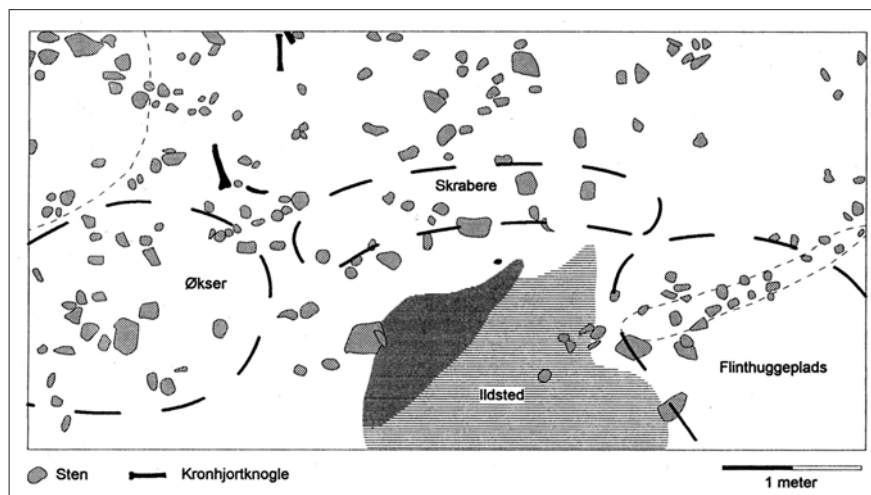 Skrabere
Økser
Flinthuggeplads
Ildsted
Sten
Kronhjortknogle
1 meter